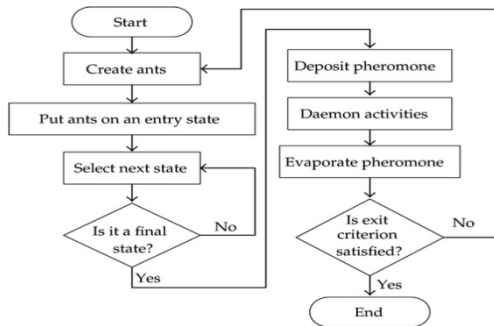 Start
Create ants
Put ants on an entry state
Select next state
Is it a final
state?
No
Yes
Deposit pheromone
Daemon activities
Evaporate pheromone
Is exit
criterion
satisfied?
No
Yes
End